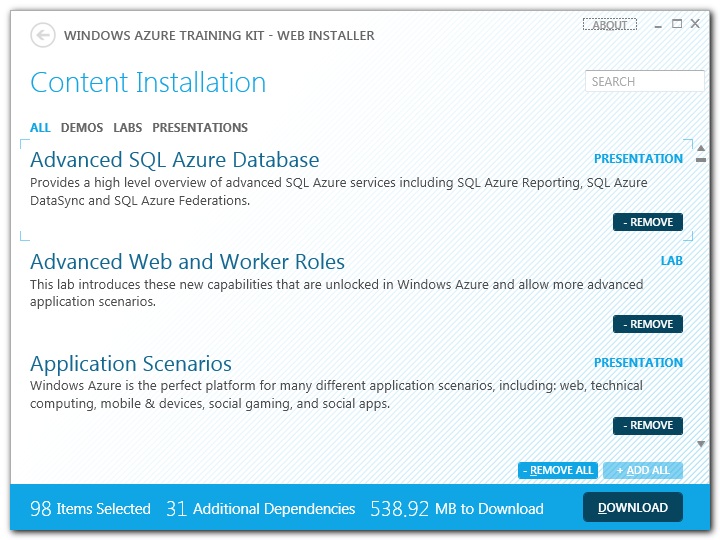 WINDOWS AZURE TRAINING KIT - WEB INSTALLER
ABOUT
Content Installation
SEARCH
ALL DEMOS LABS PRESENTATIONS
Advanced SQL Azure Database
PRESENTATION
Provides a high level overview of advanced SQL Azure services including SQL Azure Reporting, SQL Azure
DataSync and SQL Azure Federations.
- REMOVE
Advanced Web and Worker Roles
LAB
This lab introduces these new capabilities that are unlocked in Windows Azure and allow more advanced
application scenarios.
- REMOVE
Application Scenarios
PRESENTATION
Windows Azure is the perfect platform for many different application scenarios, including: web, technical
computing, mobile & devices, social gaming, and social apps.
- REMOVE
- REMOVE ALL + ADD ALL
98 Items Selected 31 Additional Dependencies 538.92 MB to Download
DOWNLOAD